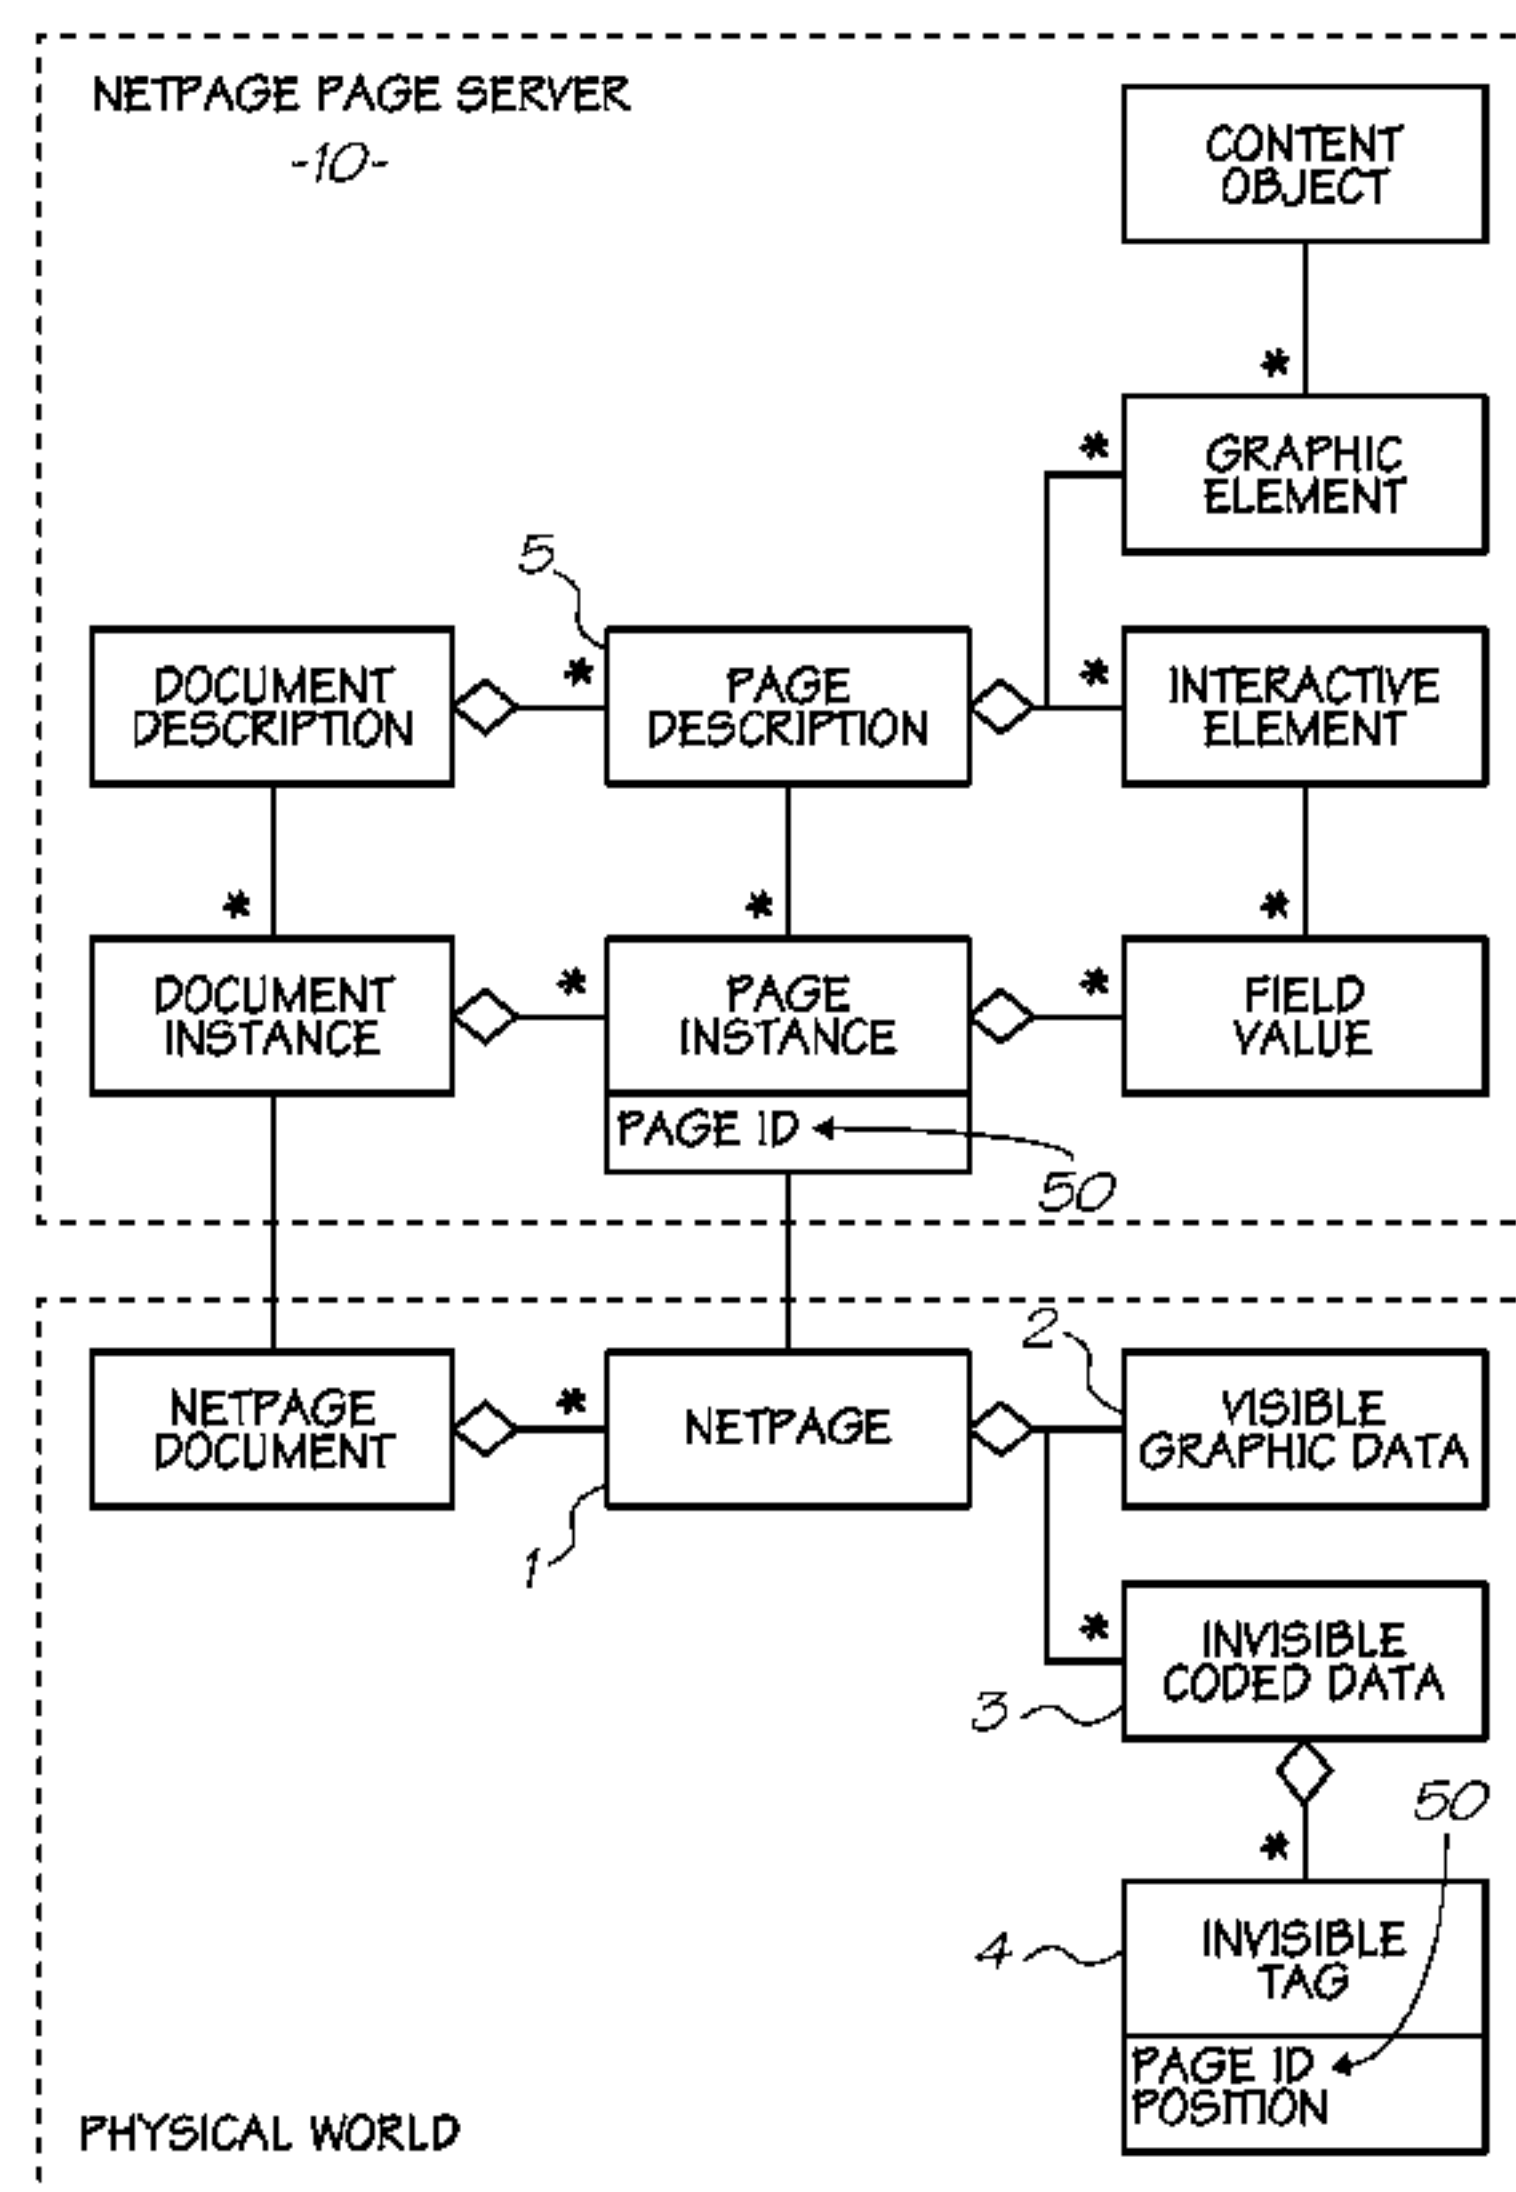 NETPAGE PAGE SERVER
-10-
CONTENT
OBJECT
*
*
GRAPHIC
ELEMENT
5
DOCUMENT
DESCRIPTION
*
PAGE
DESCRIPTION
*
INTERACTIVE
ELEMENT
*
*
*
DOCUMENT
INSTANCE
*
PAGE
INSTANCE
*
FIELD
VALUE
PAGE ID
50
2
NETPAGE
DOCUMENT
*
NETPAGE
VISIBLE
GRAPHIC DATA
1
*
INVISIBLE
CODED DATA
3
50
*
4
INVISIBLE
TAG
PAGE ID
POSITION
PHYSICAL WORLD